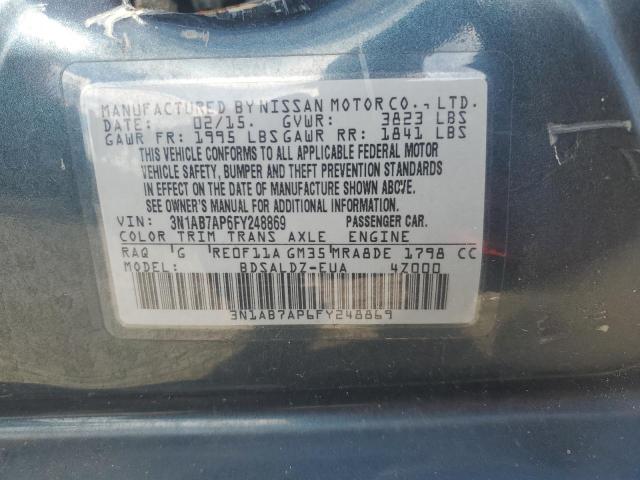 MANUFACTURED BY NISSAN MOTOR CO., LTD.
DATE: 02/15. GVWR: 3823 LBS
GAWR FR: 1995 LBS GAWR RR: 1841 LBS
THIS VEHICLE CONFORMS TO ALL APPLICABLE FEDERAL MOTOR
VEHICLE SAFETY, BUMPER AND THEFT PREVENTION STANDARDS
IN EFFECT ON THE DATE OF MANUFACTURE SHOWN ABOVE.
SEE OWNER'S MANUAL FOR ADDITIONAL INFORMATION.
VIN: 3N1AB7AP6FY248869 PASSENGER CAR.
COLOR TRIM TRANS AXLE ENGINE
RAQ 'G 'RE0F11A GM35 MRA8DE 1798 CC
MODEL: BDSALDZ-EUA 4Z000
3N1AB7AP6FY248869